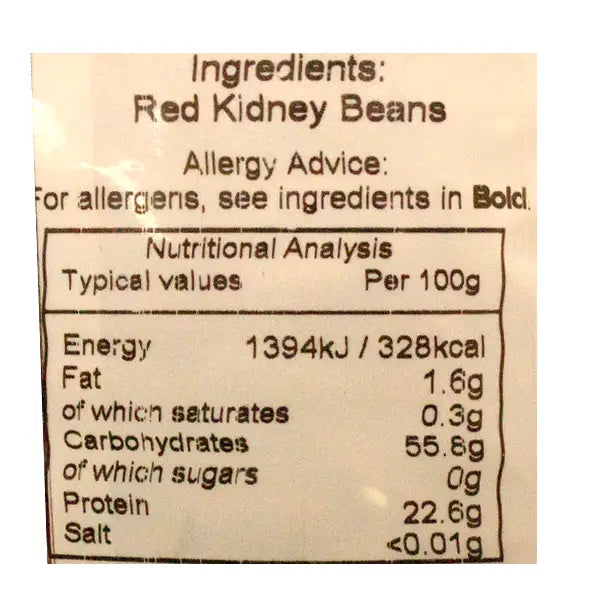 Ingredients:
Red Kidney Beans
Allergy Advice:
For allergens, see ingredients in Bold.
Nutritional Analysis
Typical values Per 100g
Energy 1394kJ / 328kcal
Fat 1.6g
of which saturates 0.3g
Carbohydrates 55.8g
of which sugars 0g
Protein 22.6g
Salt <0.01g